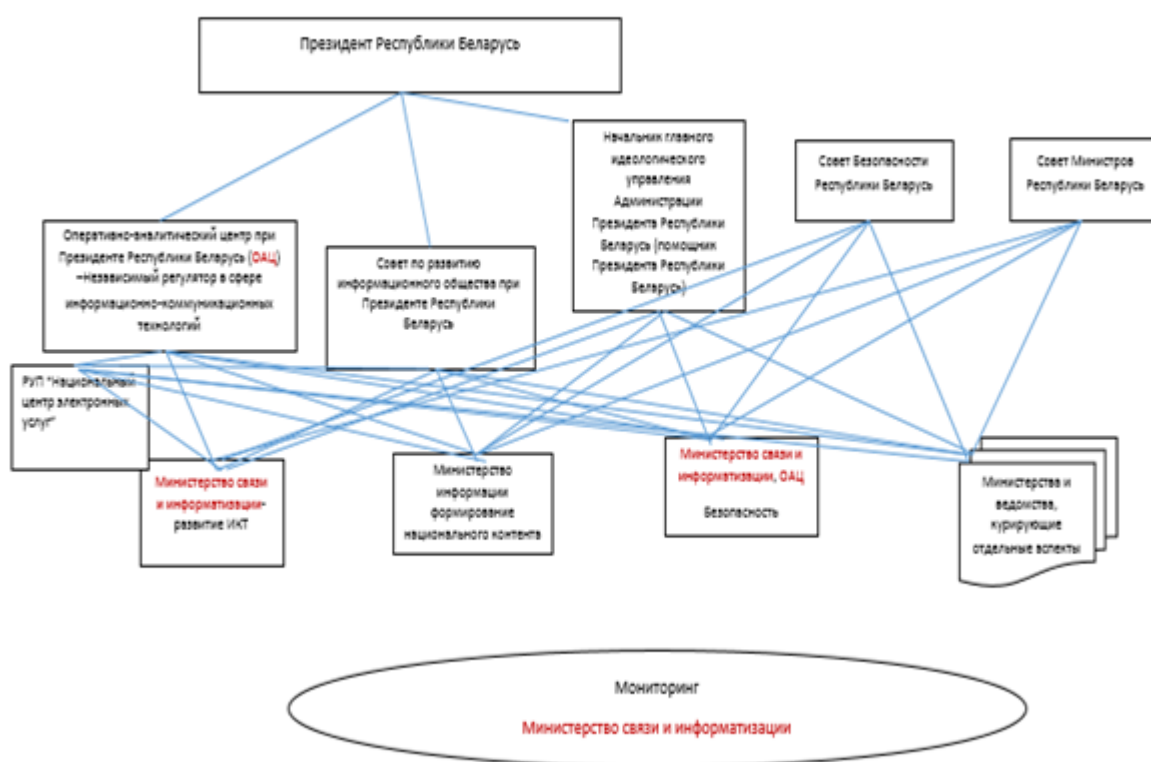 Президент Республики Беларусь
Начальник главного
идеологического
управления
Администрации
Президента Республики
Беларусь (помощник
Президента Республики
Беларусь)
Совет Безопасности
Республики Беларусь
Совет Министров
Республики Беларусь
Оперативно-аналитический центр при
Президенте Республики Беларусь (ОАЦ)
–Независимый регулятор в сфере
информационно-коммуникационных
технологий
Совет по развитию
информационного общества при
Президенте Республики
Беларусь
РУП "Национальный
центр электронных
услуг"
Министерство связи
и информатизации-
развитие ИКТ
Министерство
информации
формирование
национального контента
Министерство связи и
информатизации, ОАЦ
Безопасность
Министерства и
ведомства,
курирующие
отдельные аспекты
Мониторинг
Министерство связи и информатизации